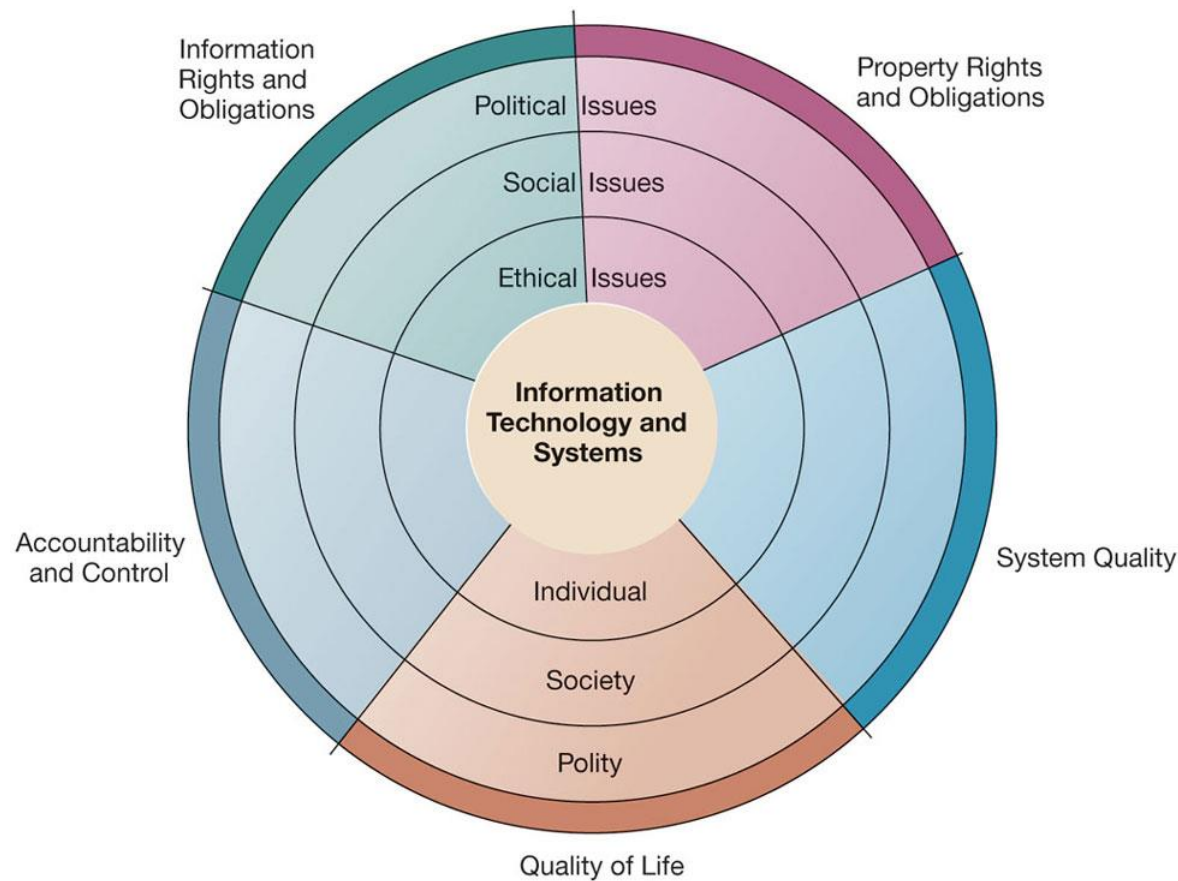 Information
Rights and
Obligations
Property Rights
and Obligations
Political Issues
Social Issues
Ethical Issues
Information
Technology and
Systems
Accountability
and Control
System Quality
Individual
Society
Polity
Quality of Life